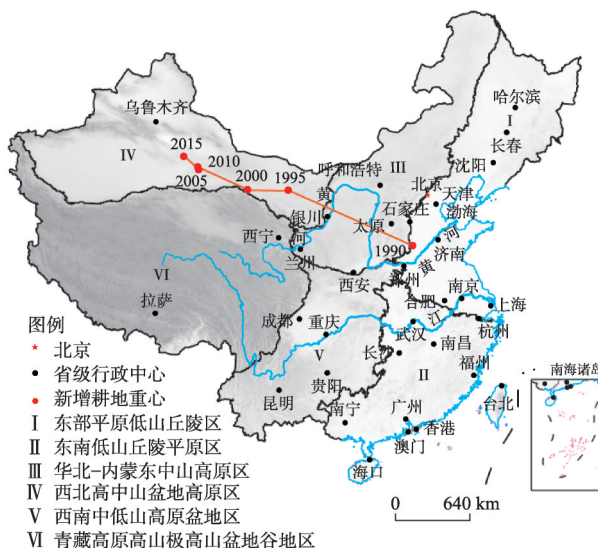 哈尔滨
乌鲁木齐
I
长春
2015
2010
IV
2005
2000
1995
呼和浩特
III
沈阳
北京
天津
渤海
黄
银川
石家庄
太原
西宁
河
1990
济南
兰州
黄
河
VI
西安
郑州
拉萨
合肥
南京
上海
成都
重庆
武汉
江
杭州
长沙
南昌
V
贵阳
II
福州
昆明
台北
南宁
广州
香港
澳门
海口
南海诸岛
图例
北京
省级行政中心
新增耕地重心
I 东部平原低山丘陵区
II 东南低山丘陵平原区
III 华北-内蒙东中山高原区
IV 西北高中山盆地高原区
V 西南中低山高原盆地区
VI 青藏高原高山极高山盆地谷地区
0 640 km